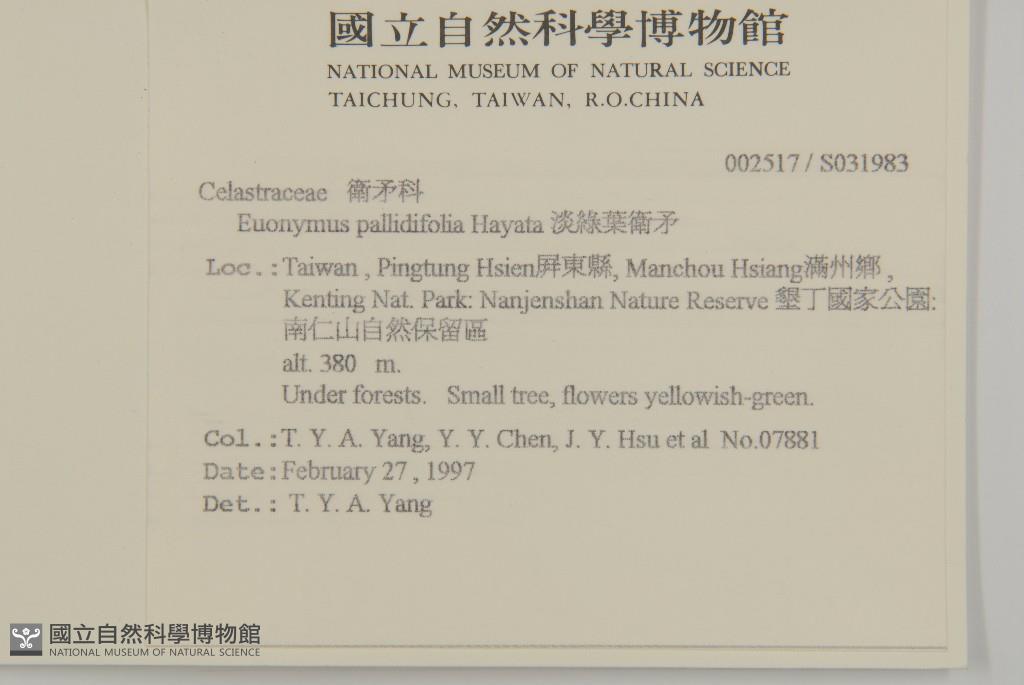 國立自然科學博物館
NATIONAL MUSEUM OF NATURAL SCIENCE
TAICHUNG, TAIWAN, R.O.CHINA
002517 / S031983
Celastraceae 衛矛科
Euonymus pallidifolia Hayata 淡綠葉衛矛
Loc.:Taiwan , Pingtung Hsien屏東縣, Manchou Hsiang滿州鄉 ,
Kenting Nat. Park: Nanjenshan Nature Reserve 墾丁國家公園:
南仁山自然保留區
alt. 380 m.
Under forests. Small tree, flowers yellowish-green.
Col.:T. Y. A. Yang, Y. Y. Chen, J. Y. Hsu et al No.07881
Date:February 27 , 1997
Det.: T. Y. A. Yang
國立自然科學博物館
NATIONAL MUSEUM OF NATURAL SCIENCE